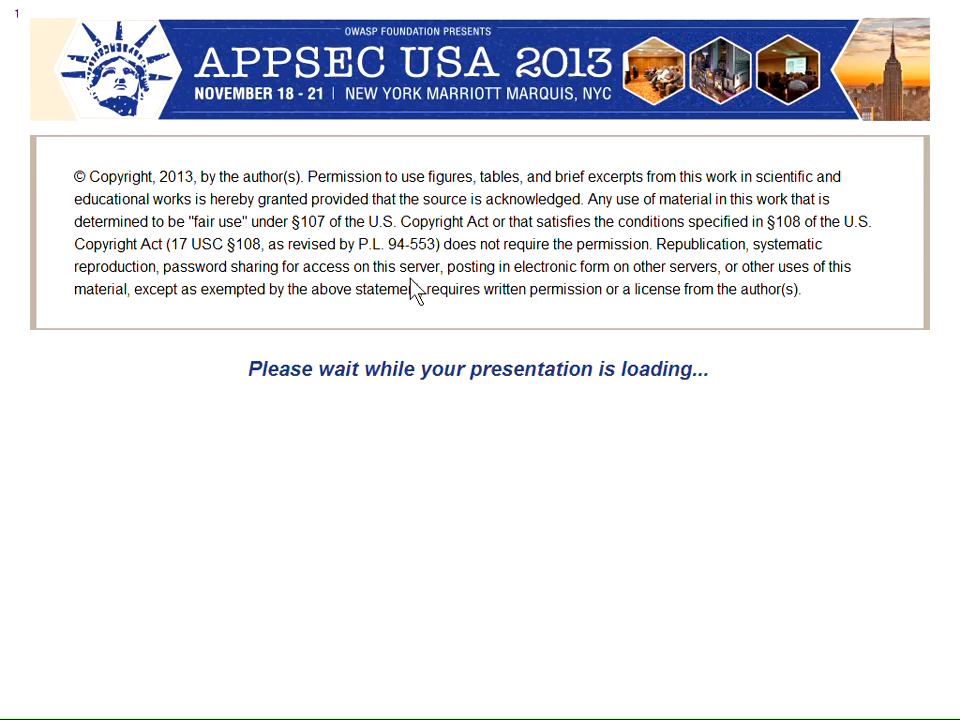 1
OWASP FOUNDATION PRESENTS
APPSEC USA 2013
NOVEMBER 18 - 21 | NEW YORK MARRIOTT MARQUIS, NYC
© Copyright, 2013, by the author(s). Permission to use figures, tables, and brief excerpts from this work in scientific and
educational works is hereby granted provided that the source is acknowledged. Any use of material in this work that is
determined to be "fair use" under §107 of the U.S. Copyright Act or that satisfies the conditions specified in §108 of the U.S.
Copyright Act (17 USC §108, as revised by P.L. 94-553) does not require the permission. Republication, systematic
reproduction, password sharing for access on this server, posting in electronic form on other servers, or other uses of this
material, except as exempted by the above statement, requires written permission or a license from the author(s).
Please wait while your presentation is loading...